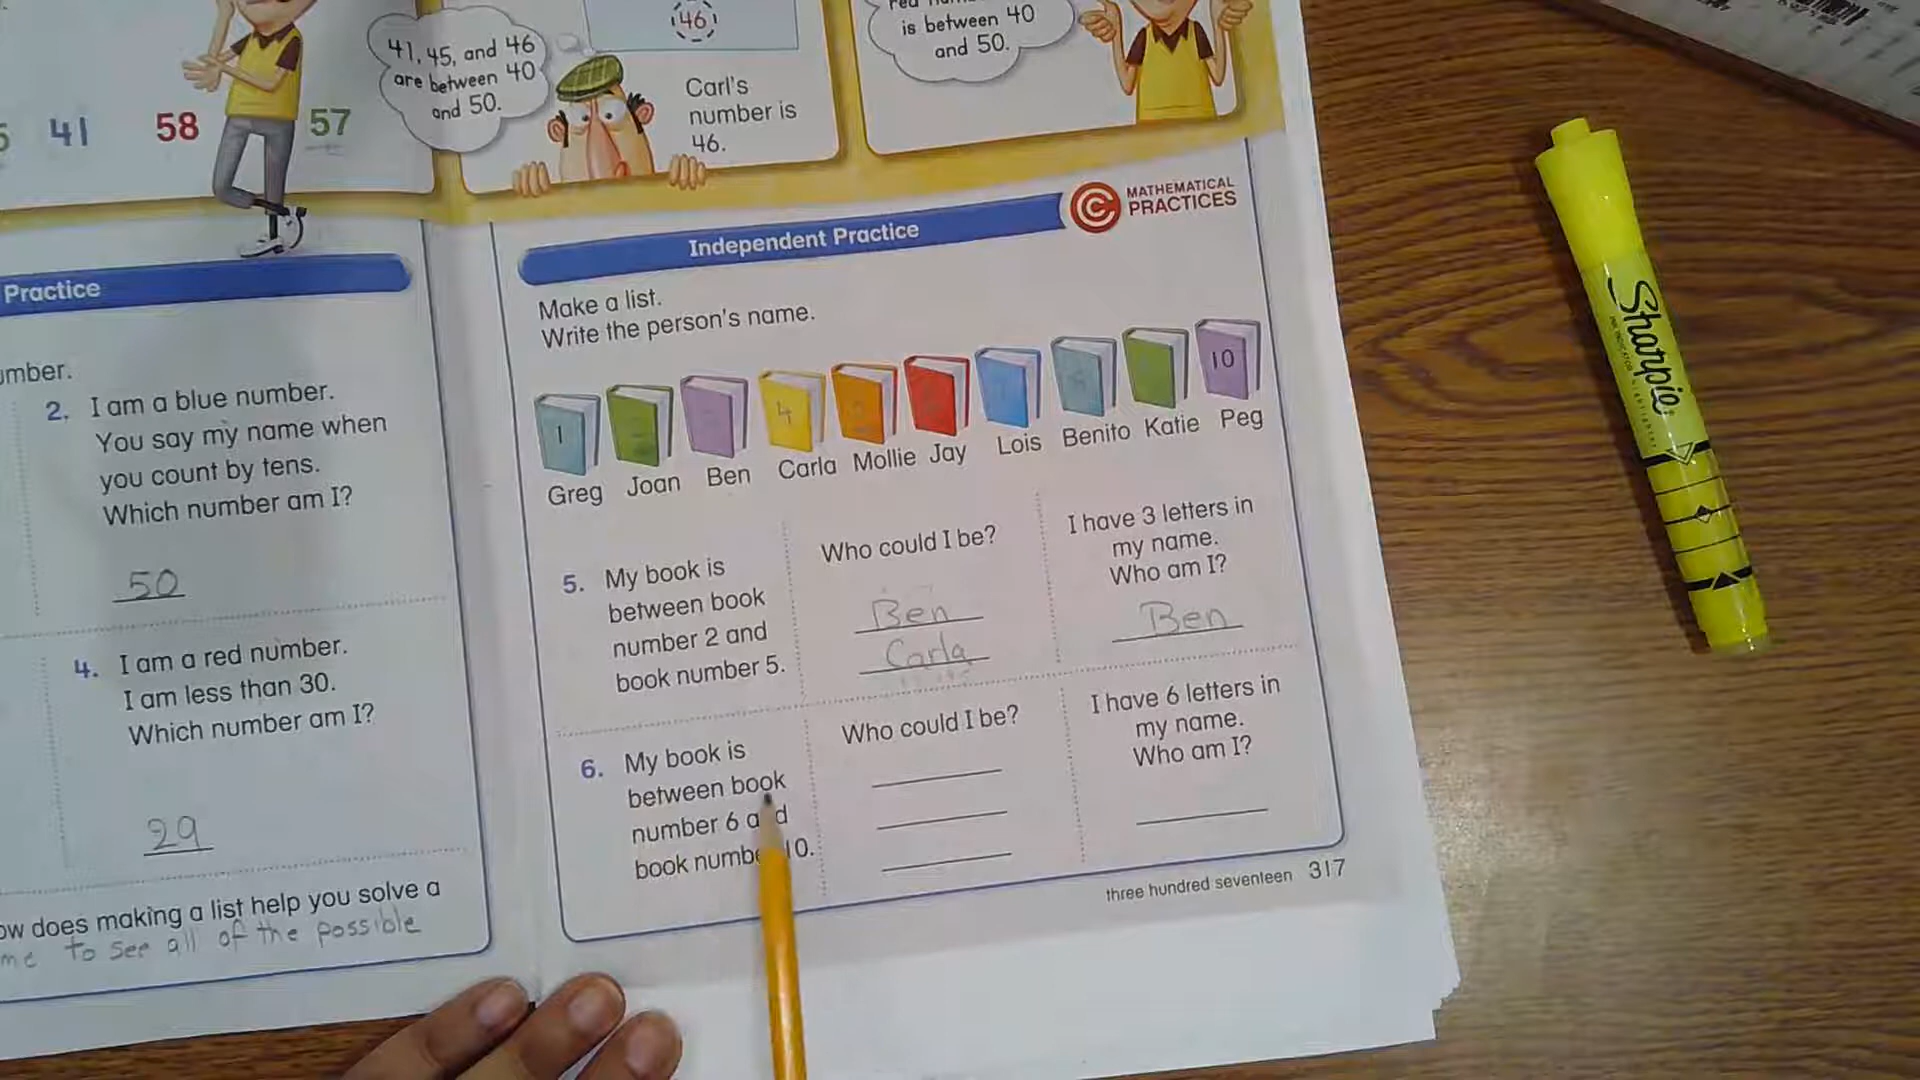 46
41, 45, and 46
are between 40
and 50.
Carl's
number is
46.
is between 40
and 50.
41 58 57
MATHEMATICAL
PRACTICES
Practice
Independent Practice
Make a list.
Write the person's name.
1 4 10
Greg Joan Ben Carla Mollie Jay Lois Benito Katie Peg
2. I am a blue number.
You say my name when
you count by tens.
Which number am I?
50
4. I am a red number.
I am less than 30.
Which number am I?
29
does making a list help you solve a
me to see all of the possible
5. My book is
between book
number 2 and
book number 5.
Who could I be?
Ben
Carla
I have 3 letters in
my name.
Who am I?
Ben
6. My book is
between book
number 6
book 10.
Who could I be?
I have 6 letters in
my name.
Who am I?
three hundred seventeen 317
Sharpie